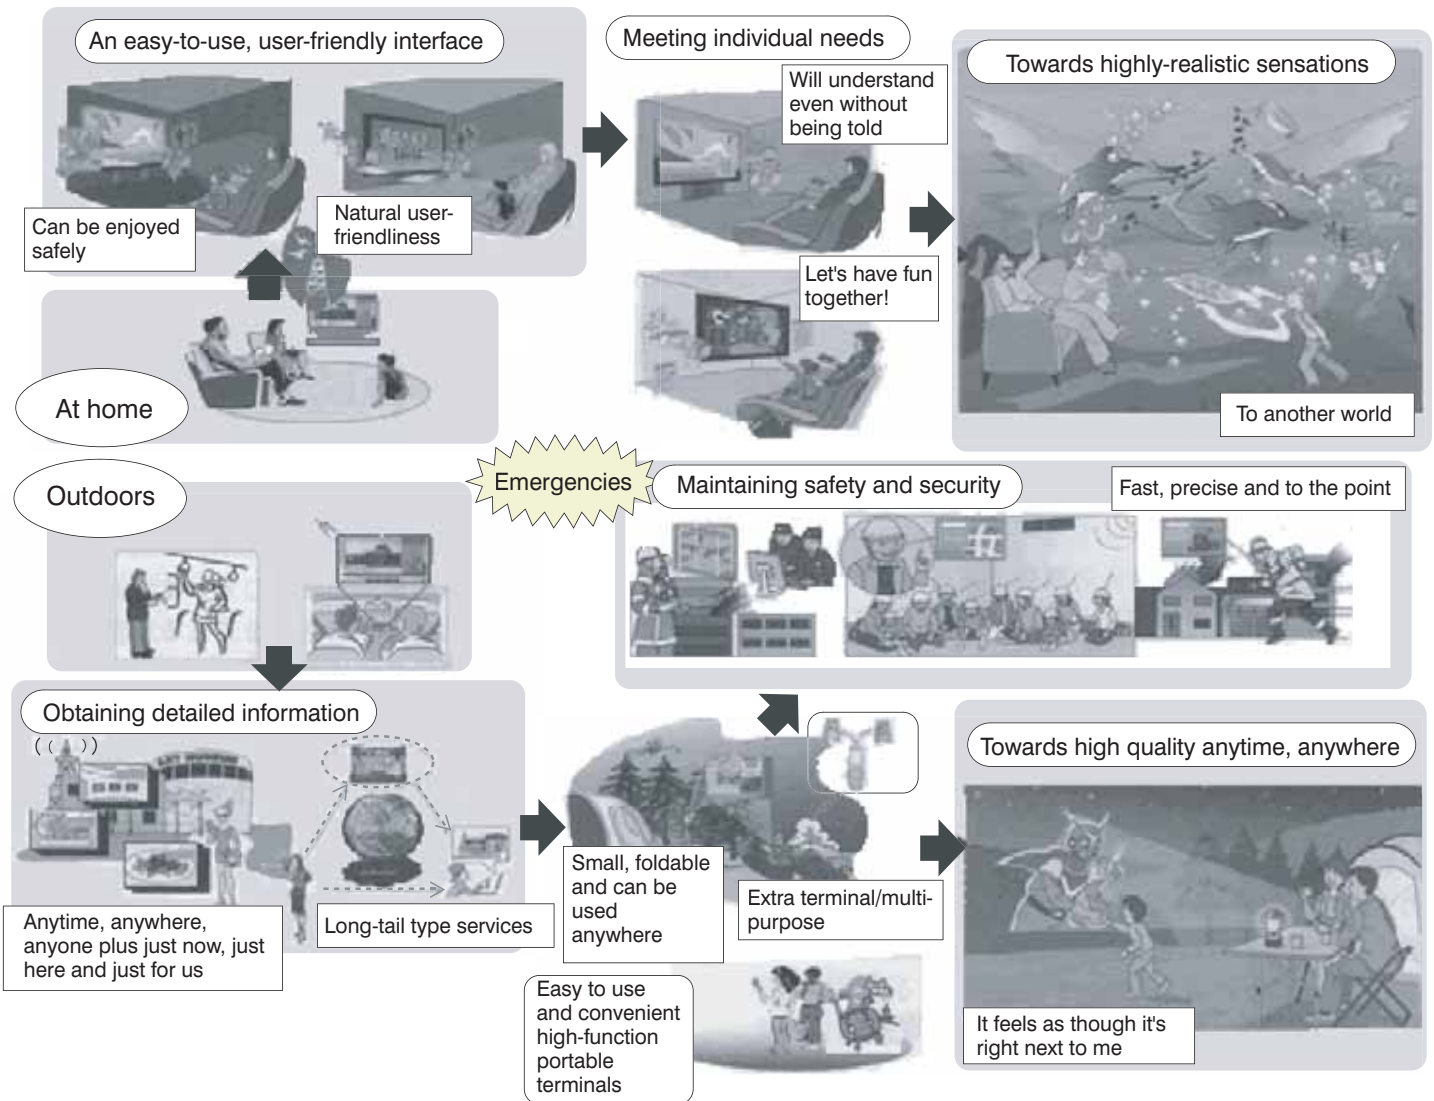 An easy-to-use, user-friendly interface
Meeting individual needs
Towards highly-realistic sensations
Will understand
even without
being told
Can be enjoyed
safely
Natural user-
friendliness
Let's have fun
together!
At home
To another world
Outdoors
Emergencies
Maintaining safety and security
Fast, precise and to the point
Obtaining detailed information
Towards high quality anytime, anywhere
Anytime, anywhere,
anyone plus just now, just
here and just for us
Long-tail type services
Small, foldable
and can be
used
anywhere
Extra terminal/multi-
purpose
Easy to use
and convenient
high-function
portable
terminals
It feels as though it's
right next to me